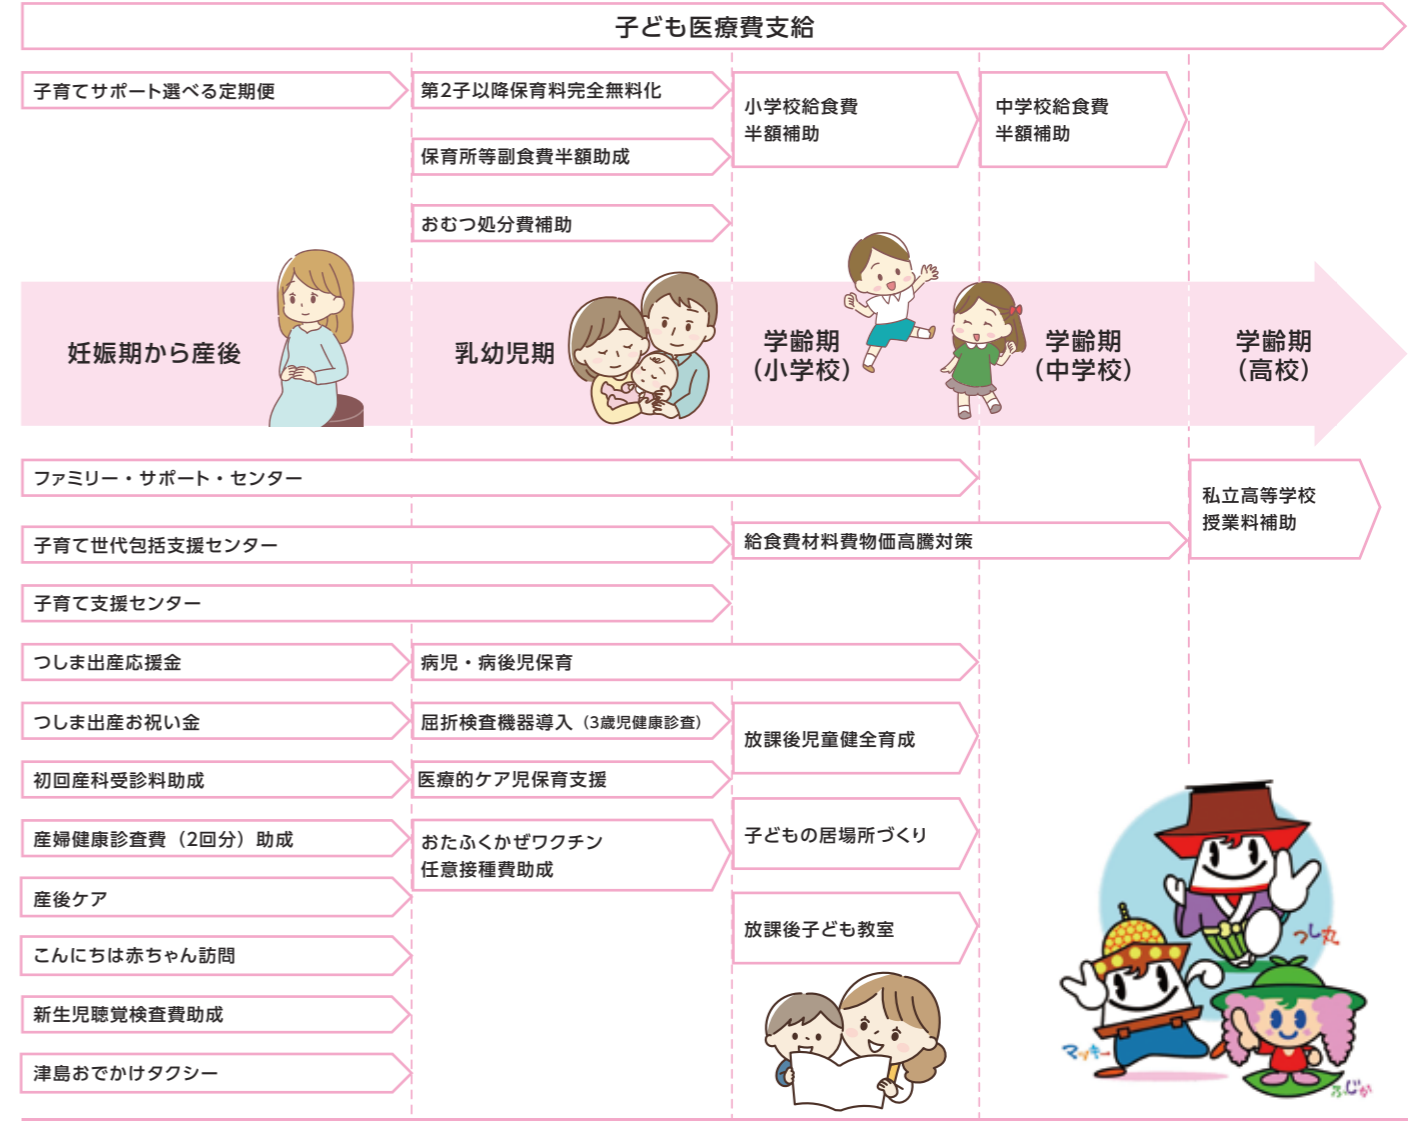 子ども医療費支給
子育てサポート選べる定期便
第2子以降保育料完全無料化
小学校給食費
半額補助
中学校給食費
半額補助
保育所等副食費半額助成
おむつ処分費補助
妊娠期から産後
乳幼児期
学齢期
（小学校）
学齢期
（中学校）
学齢期
（高校）
ファミリー・サポート・センター
私立高等学校
授業料補助
子育て世代包括支援センター
給食費材料費物価高騰対策
子育て支援センター
つしま出産応援金
病児・病後児保育
つしま出産お祝い金
屈折検査機器導入（3歳児健康診査）
放課後児童健全育成
初回産科受診料助成
医療的ケア児保育支援
産婦健康診査費（2回分）助成
おたふくかぜワクチン
任意接種費助成
子どもの居場所づくり
産後ケア
放課後子ども教室
こんにちは赤ちゃん訪問
新生児聴覚検査費助成
津島おでかけタクシー
つし丸
マッキー
ふじか